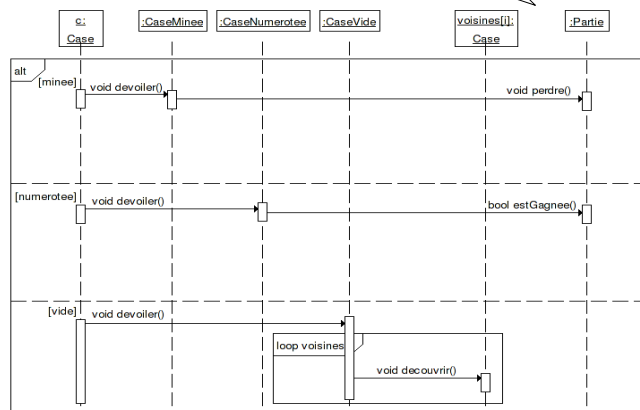 c:
Case
:CaseMinee
:CaseNumerotee
:CaseVide
voisines[i]:
Case
:Partie
alt
[minee]
void devoiler()
void perdre()
[numerotee]
void devoiler()
bool estGagnee()
[vide]
void devoiler()
loop voisines
void decouvrir()